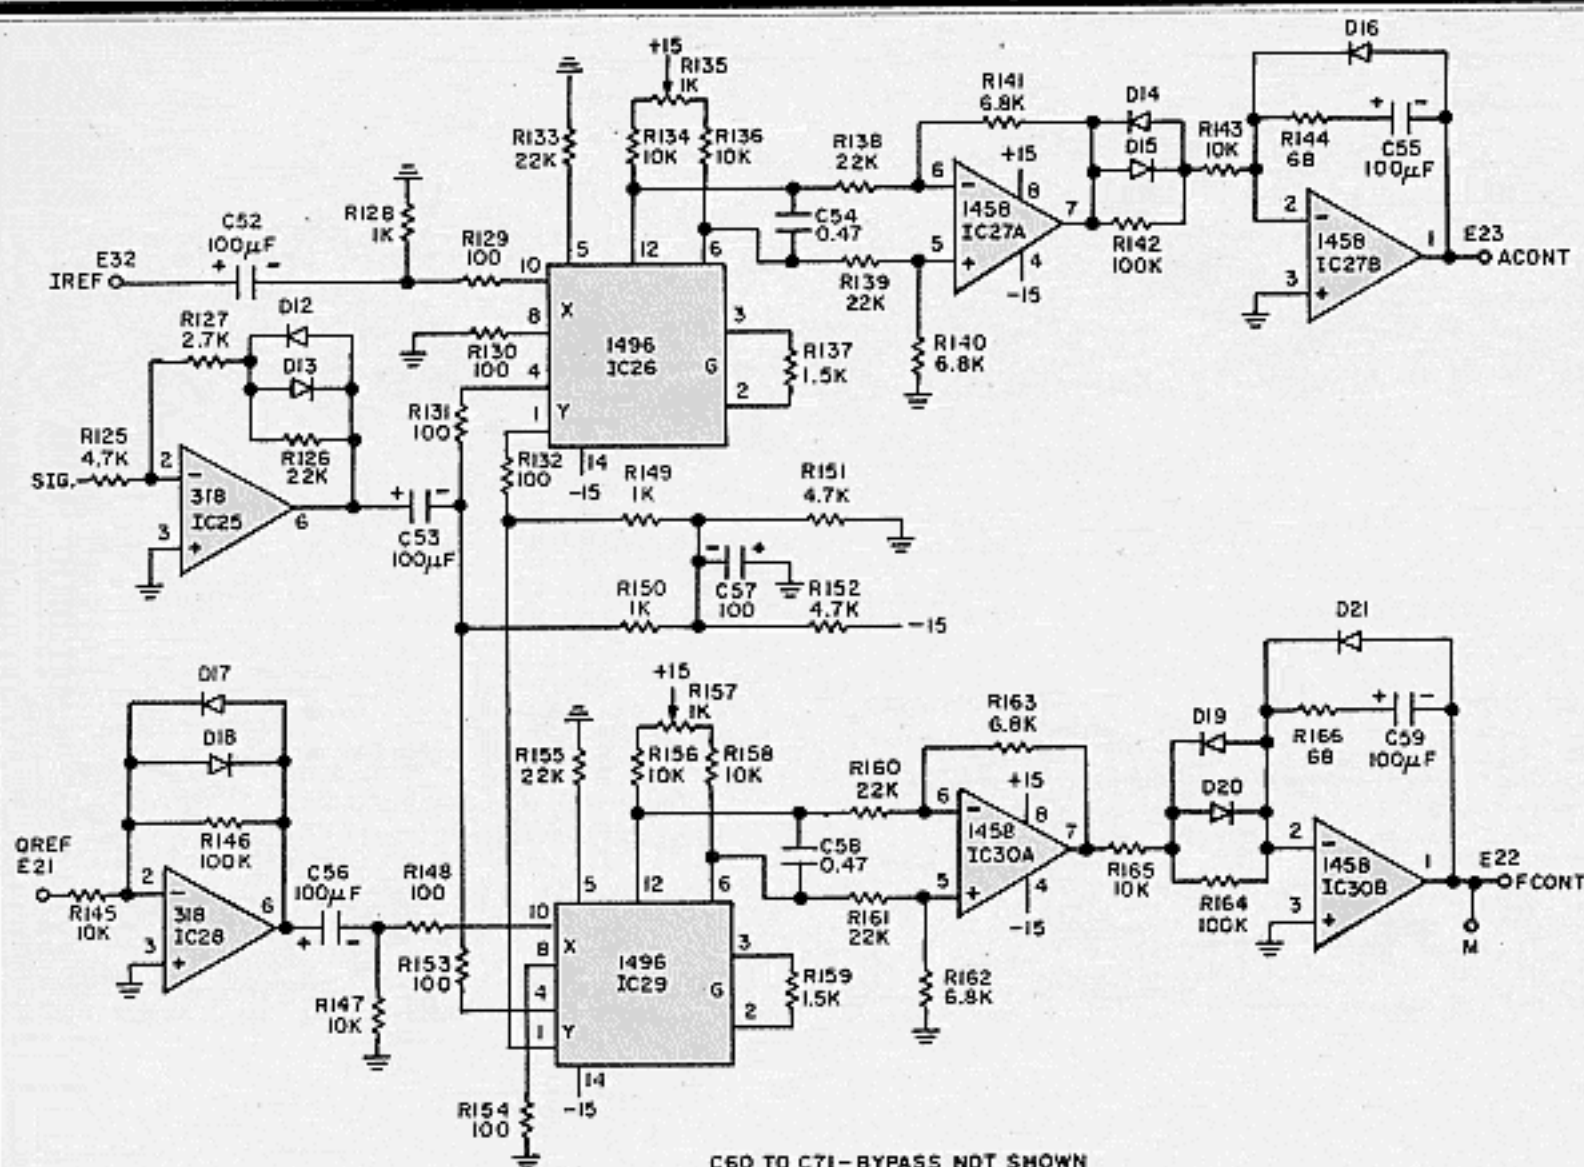 D16
+15
R135
1K
R141
6.8K
D14
R133
22K
R134
10K
R136
10K
R138
22K
D15
R143
10K
R144
68
+
-
C55
100µF
6
-
+15
8
2
-
C52
100µF
R128
1K
C54
0.47
1458
IC27A
7
R142
100K
1458
IC27B
1
E23
ACONT
IREF
E32
+
-
R129
100
5
12
6
5
+
4
-15
3
+
10
R139
22K
D12
R127
2.7K
X
8
3
R130
100
1496
IC26
G
R137
1.5K
R140
6.8K
D13
4
2
R131
100
1
Y
R125
4.7K
R126
22K
SIG.
2
-
318
IC25
6
3
+
+
-
C53
100µF
R132
100
14
-15
R149
1K
R151
4.7K
-
+
C57
100
R150
1K
R152
4.7K
-15
D21
D17
+15
R157
1K
R163
6.8K
D19
+
-
R166
68
C59
100µF
D18
R155
22K
R156
10K
R158
10K
R160
22K
6
-
+15
8
D20
R146
100K
C58
0.47
1458
IC30A
7
2
-
QREF
E21
C56
100µF
R148
100
5
12
6
5
+
4
-15
R165
10K
R164
100K
1458
IC30B
1
E22
FCONT
2
-
318
IC28
6
+
-
10
R161
22K
3
+
M
R145
10K
3
+
X
8
3
R153
100
1496
IC29
G
R159
1.5K
R162
6.8K
4
2
R147
10K
1
Y
14
-15
R154
100
C60 TO C71-BYPASS NOT SHOWN